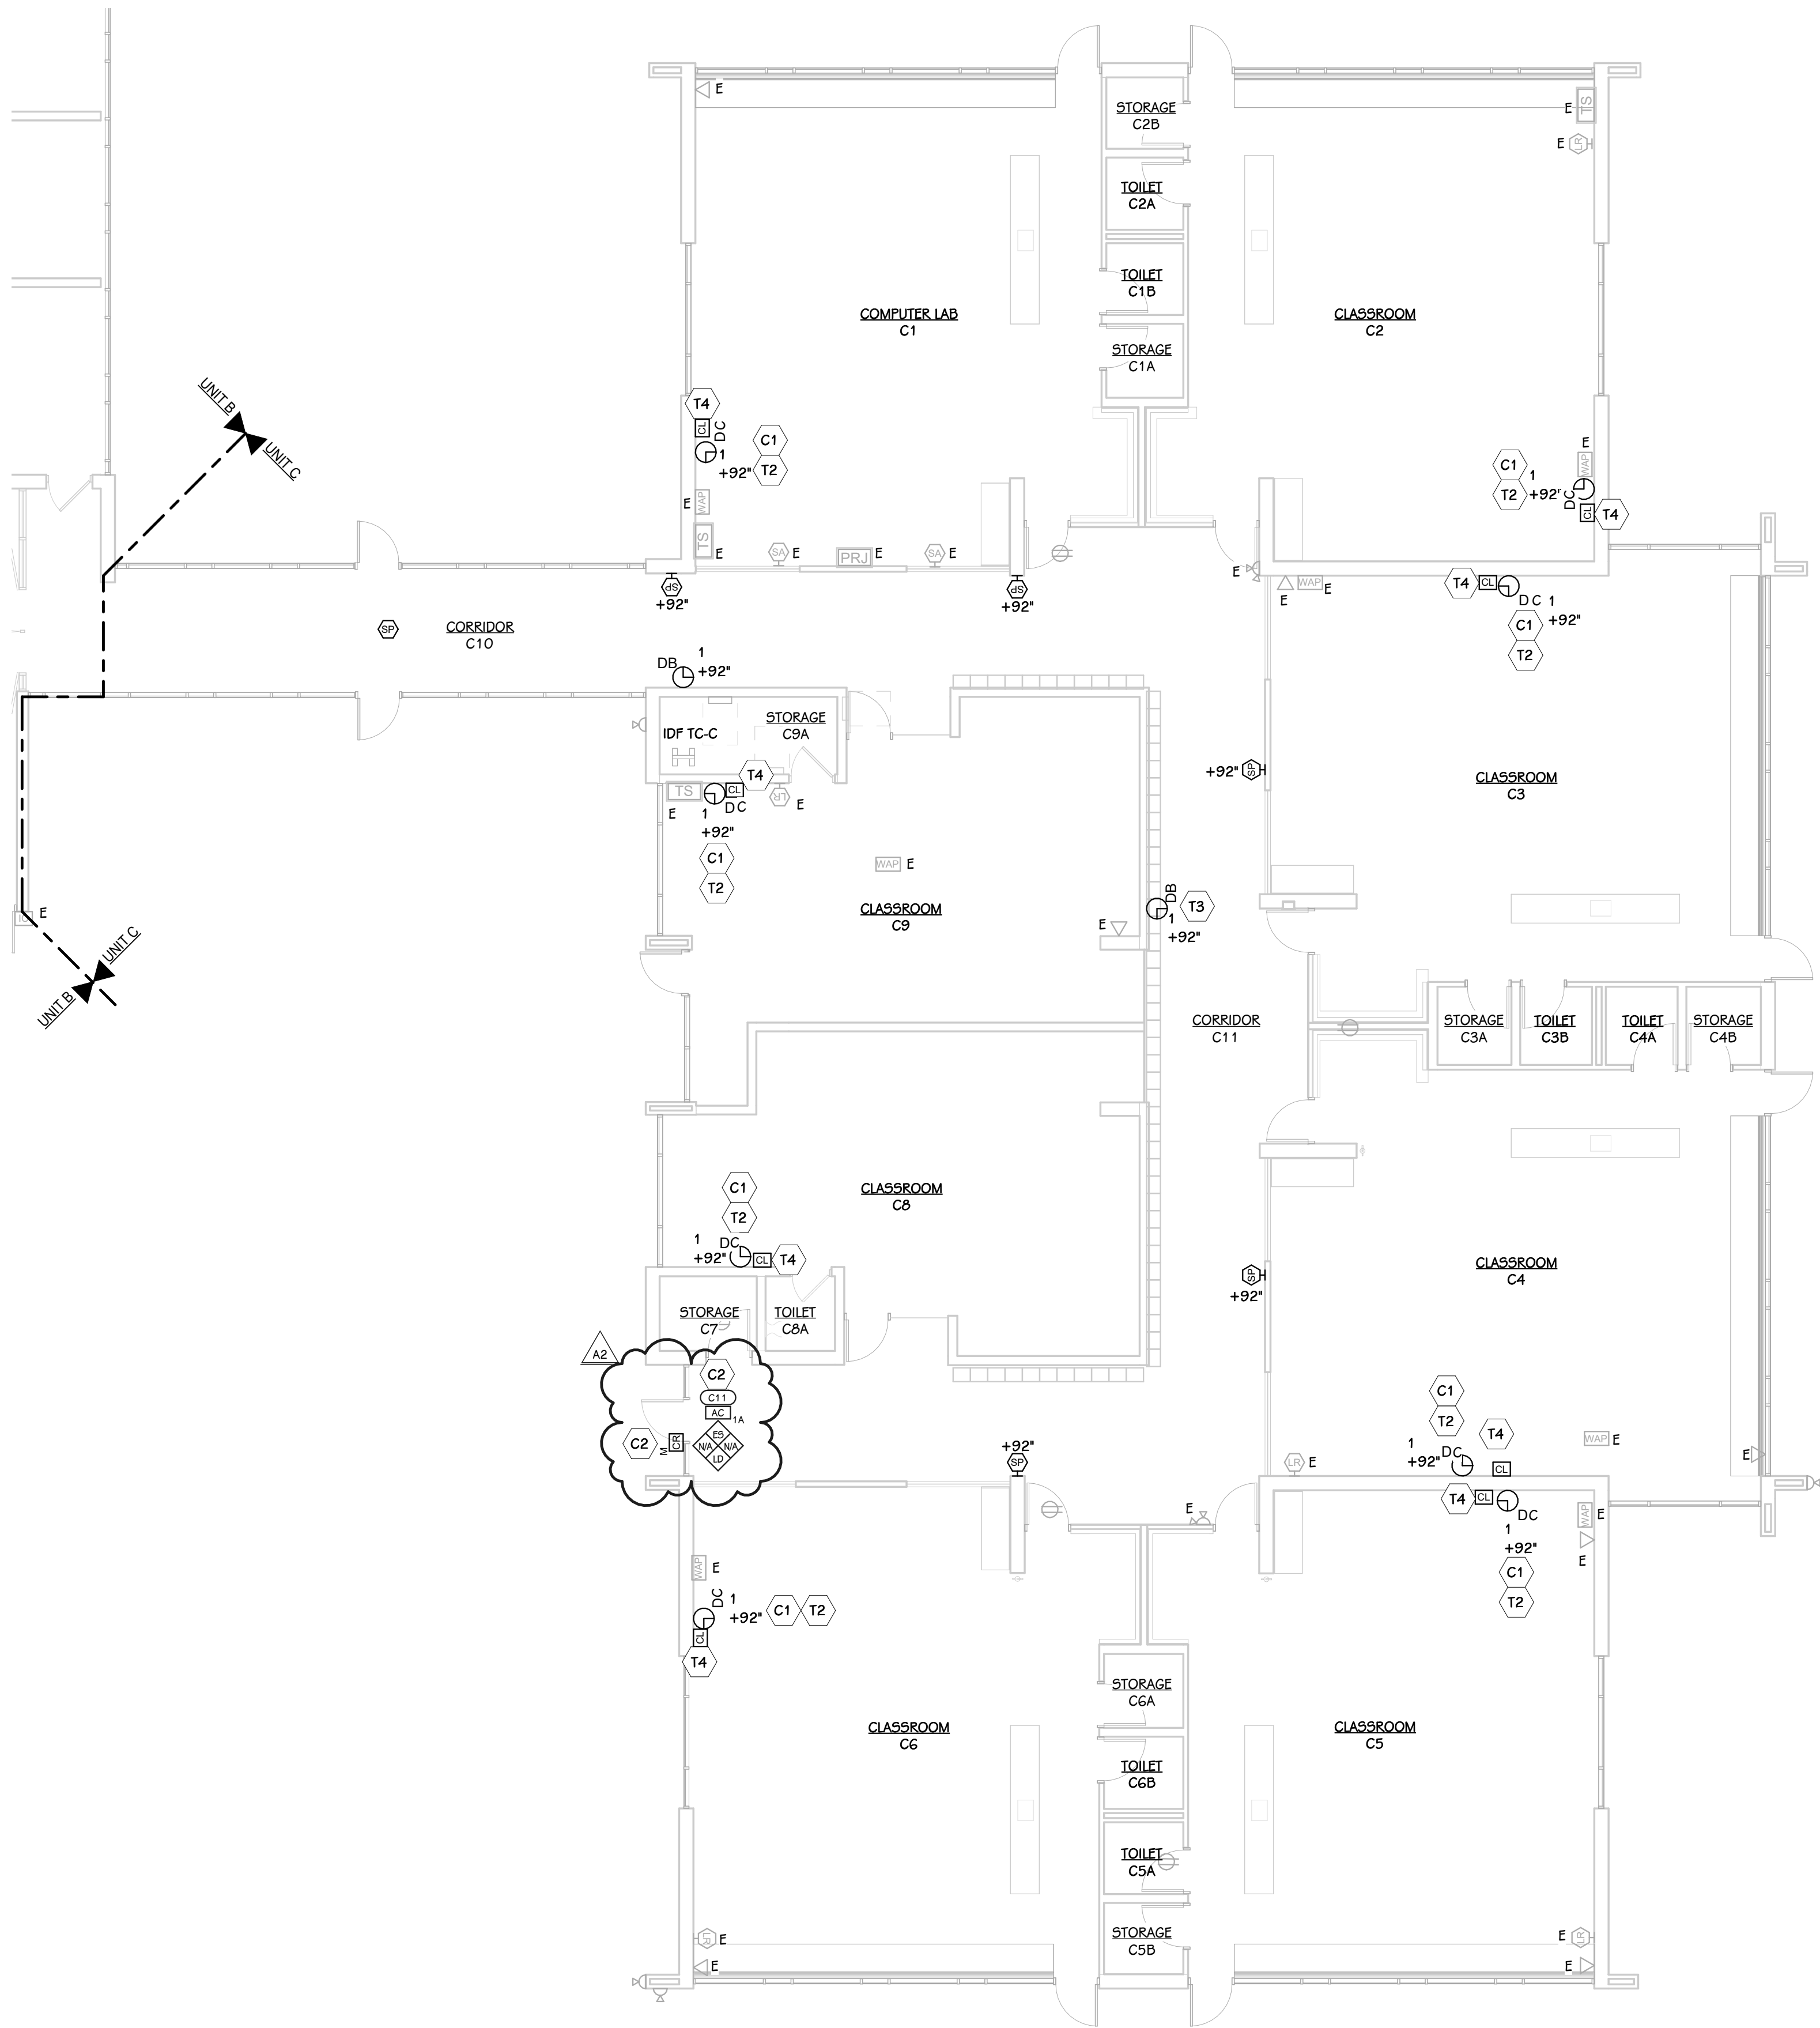 E
STORAGE
C2B
TS
E
LR
E
TOILET
C2A
TOILET
C1B
COMPUTER LAB
C1
CLASSROOM
C2
STORAGE
C1A
UNIT B
UNIT C
T4
CL
DC
1
+92"
C1
T2
E
WAP
TS
E
SA
E
PRJ
E
SA
E
E
WAP
C1
T2
1
+92"
DC
CL
T4
SP
+92"
SP
+92"
E
E
WAP
E
T4
CL
DC
1
+92"
C1
T2
SP
CORRIDOR
C10
DB
1
+92"
IDF TC-C
STORAGE
C9A
T4
TS
E
CL
DC
1
+92"
LR
E
C1
T2
WAP
E
CLASSROOM
C9
E
DB
1
+92"
T3
+92"
SP
CLASSROOM
C3
E
UNIT C
UNIT B
CORRIDOR
C11
STORAGE
C3A
TOILET
C3B
TOILET
C4A
STORAGE
C4B
C1
T2
CLASSROOM
C8
1
+92"
DC
CL
T4
SP
+92"
CLASSROOM
C4
STORAGE
C7
TOILET
C8A
A2
C2
C11
AC
1A
C2
M
CR
ES
N/A
N/A
LD
+92"
SP
C1
T2
T4
1
+92"
DC
CL
WAP
E
E
LR
E
E
T4
CL
DC
1
+92"
C1
T2
WAP
E
E
WAP
E
DC
1
+92"
C1
T2
CL
T4
STORAGE
C6A
CLASSROOM
C6
CLASSROOM
C5
TOILET
C6B
TOILET
C5A
STORAGE
C5B
LR
E
E
E
LR
E